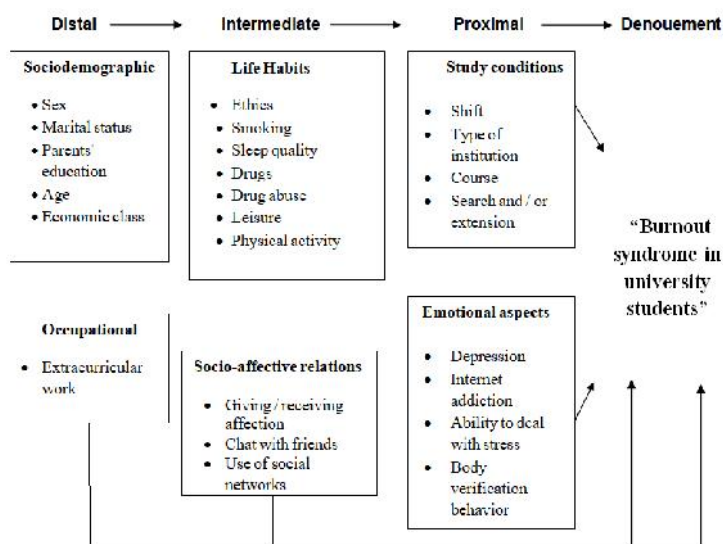 Distal
Intermediate
Proximal
Denouement
Sociodemographic
• Sex
• Marital status
• Parents'
education
• Age
• Economic class
Life Habits
• Ethics
• Smoking
• Sleep quality
• Drugs
• Drug abuse
• Leisure
• Physical activity
Study conditions
• Shift
• Type of
institution
• Course
• Search and / or
extension
"Burnout
syndrome in
university
students"
Occupational
• Extracurricular
work
Socio-affective relations
• Giving / receiving
affection
• Chat with friends
• Use of social
networks
Emotional aspects
• Depression
• Internet
addiction
• Ability to deal
with stress
• Body
verification
behavior